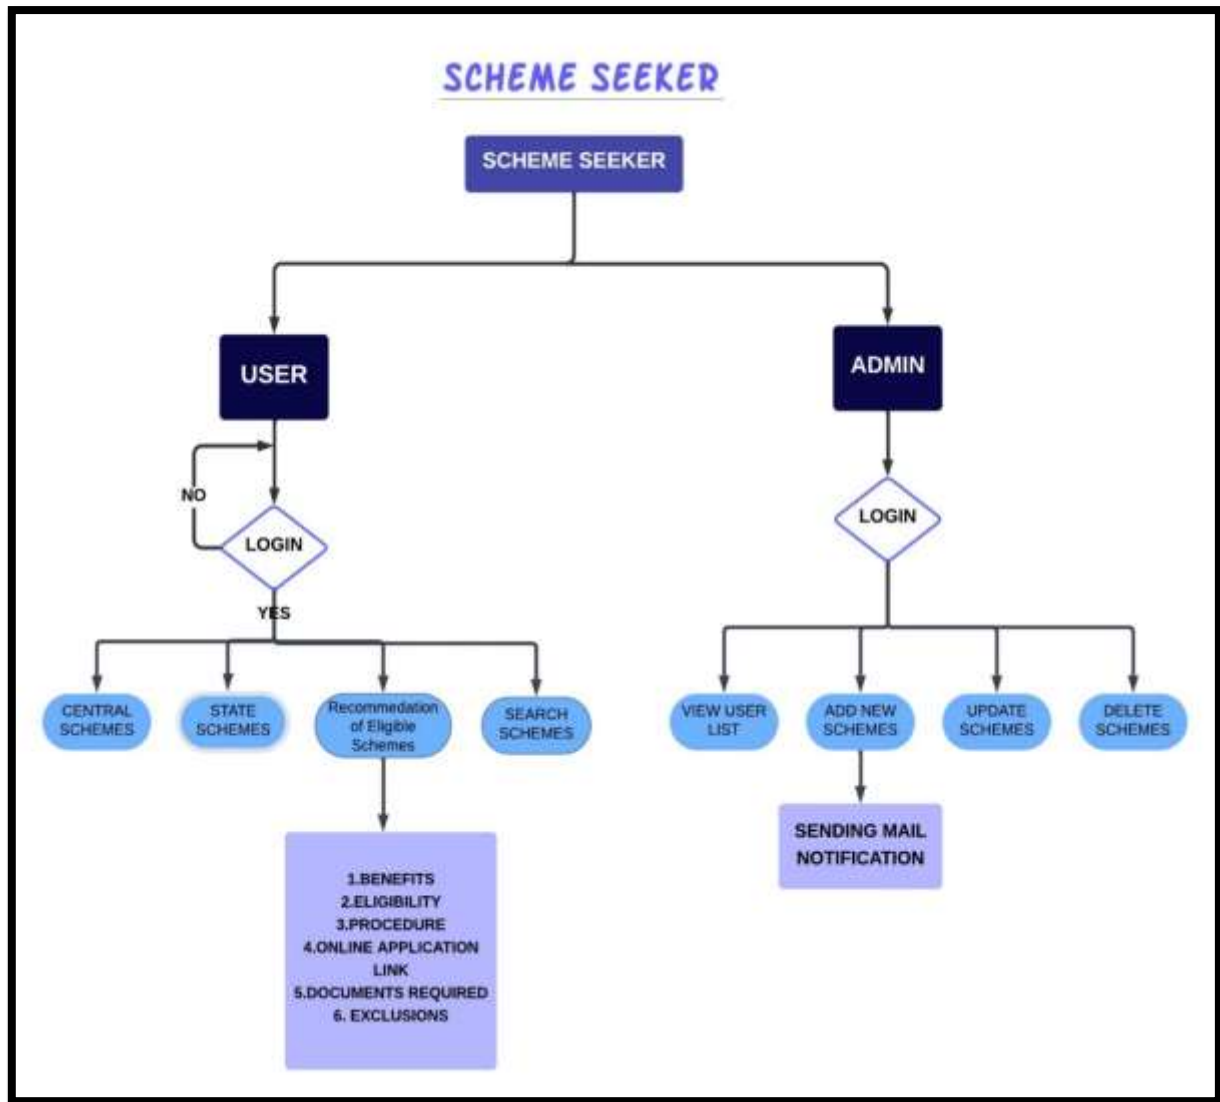 SCHEME SEEKER
SCHEME SEEKER
USER
ADMIN
NO
LOGIN
LOGIN
YES
CENTRAL
SCHEMES
STATE
SCHEMES
Recommedation
of Eligible
Schemes
SEARCH
SCHEMES
VIEW USER
LIST
ADD NEW
SCHEMES
UPDATE
SCHEMES
DELETE
SCHEMES
SENDING MAIL
NOTIFICATION
1.BENEFITS
2.ELIGIBILITY
3.PROCEDURE
4.ONLINE APPLICATION
LINK
5.DOCUMENTS REQUIRED
6. EXCLUSIONS